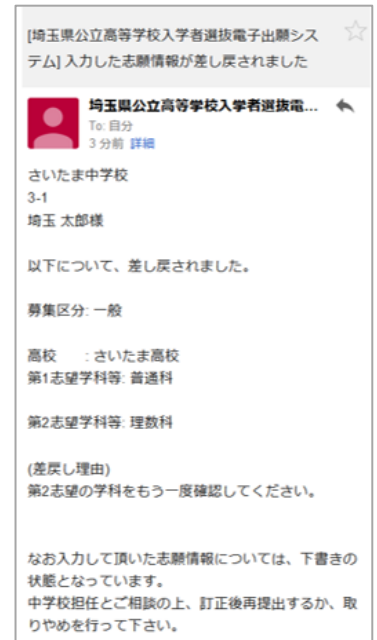 [埼玉県公立高等学校入学者選抜電子出願シス
テム] 入力した志願情報が差し戻されました
埼玉県公立高等学校入学者選抜電...
To: 自分
3 分前 詳細
さいたま中学校
3-1
埼玉 太郎様
以下について、差し戻されました。
募集区分: 一般
高校　　: さいたま高校
第1志望学科等: 普通科
第2志望学科等: 理数科
(差戻し理由)
第2志望の学科をもう一度確認してください。
なお入力して頂いた志願情報については、下書きの
状態となっています。
中学校担任とご相談の上、訂正後再提出するか、取
りやめを行って下さい。